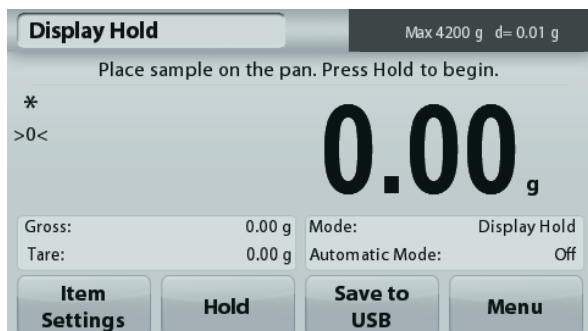 Display Hold
Max 4200 g d= 0.01 g
Place sample on the pan. Press Hold to begin.
*
>0<
0.00 g
Gross: 0.00 g
Tare: 0.00 g
Mode: Display Hold
Automatic Mode: Off
Item
Settings
Hold
Save to
USB
Menu